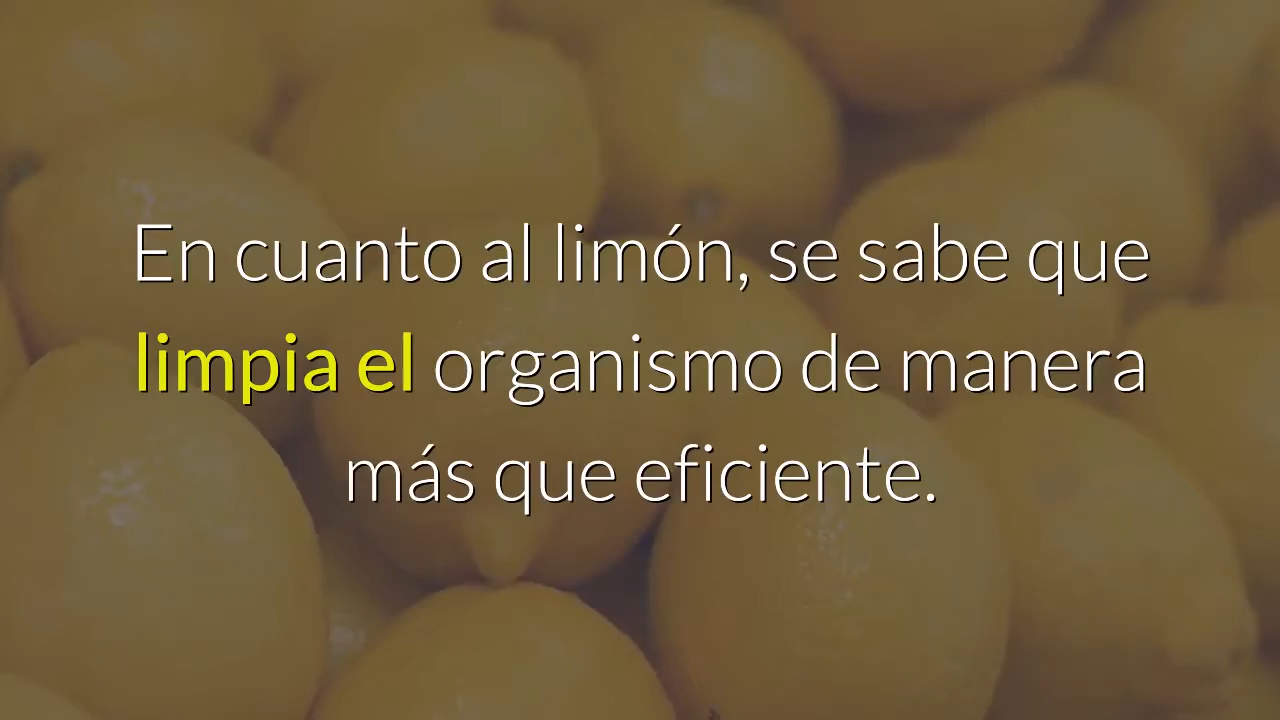 En cuanto al limón, se sabe que
limpia el organismo de manera
más que eficiente.